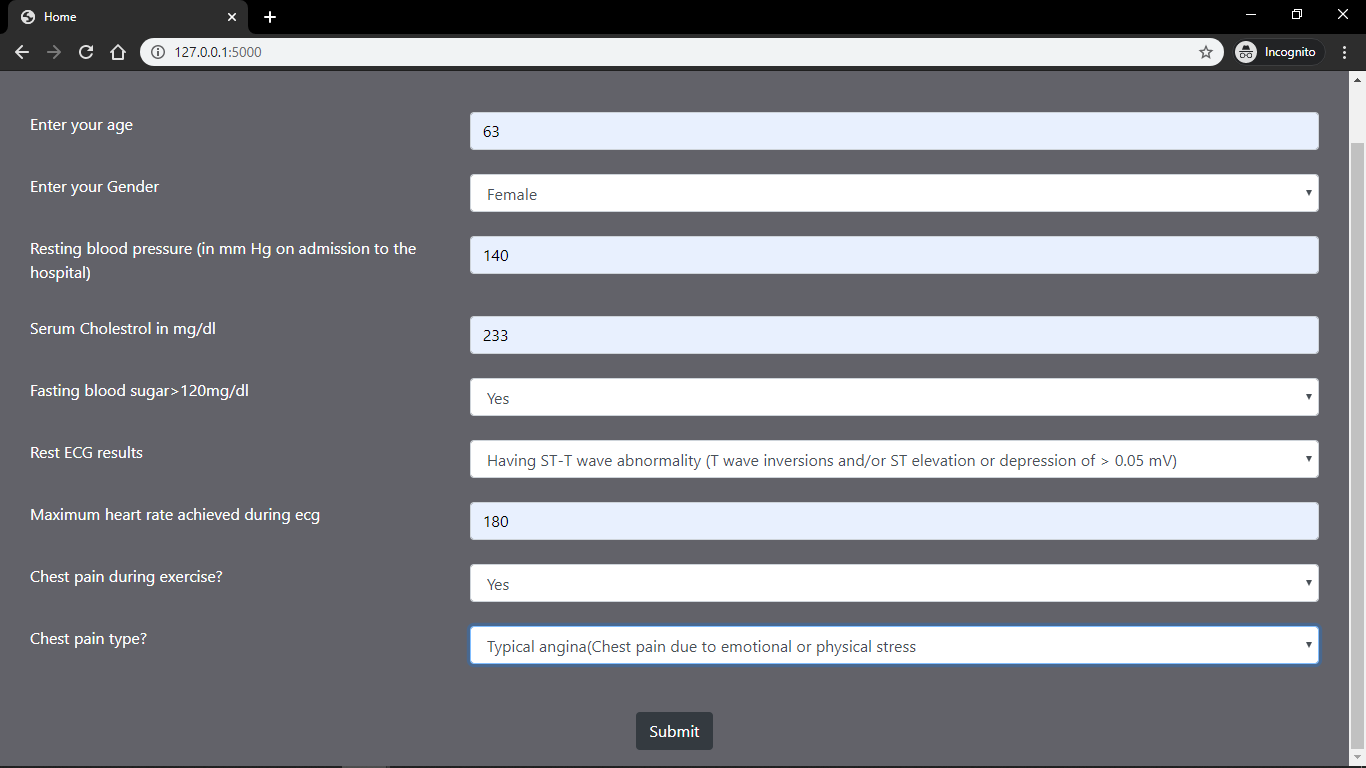 Home
127.0.0.1:5000
Incognito
Enter your age
63
Enter your Gender
Female
Resting blood pressure (in mm Hg on admission to the
hospital)
140
Serum Cholestrol in mg/dl
233
Fasting blood sugar>120mg/dl
Yes
Rest ECG results
Having ST-T wave abnormality (T wave inversions and/or ST elevation or depression of > 0.05 mV)
Maximum heart rate achieved during ecg
180
Chest pain during exercise?
Yes
Chest pain type?
Typical angina(Chest pain due to emotional or physical stress
Submit